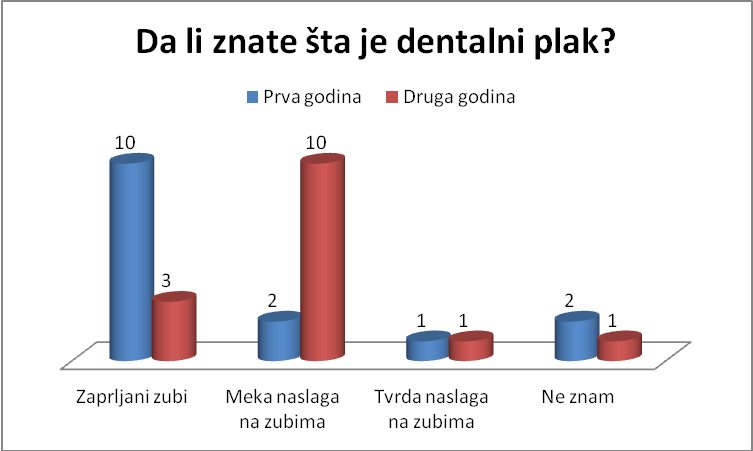 Da li znate šta je dentalni plak?
Prva godina Druga godina
10 10
3 2 1 1 2 1
Zaprljani zubi Meka naslaga Tvrda naslaga Ne znam
na zubima na zubima